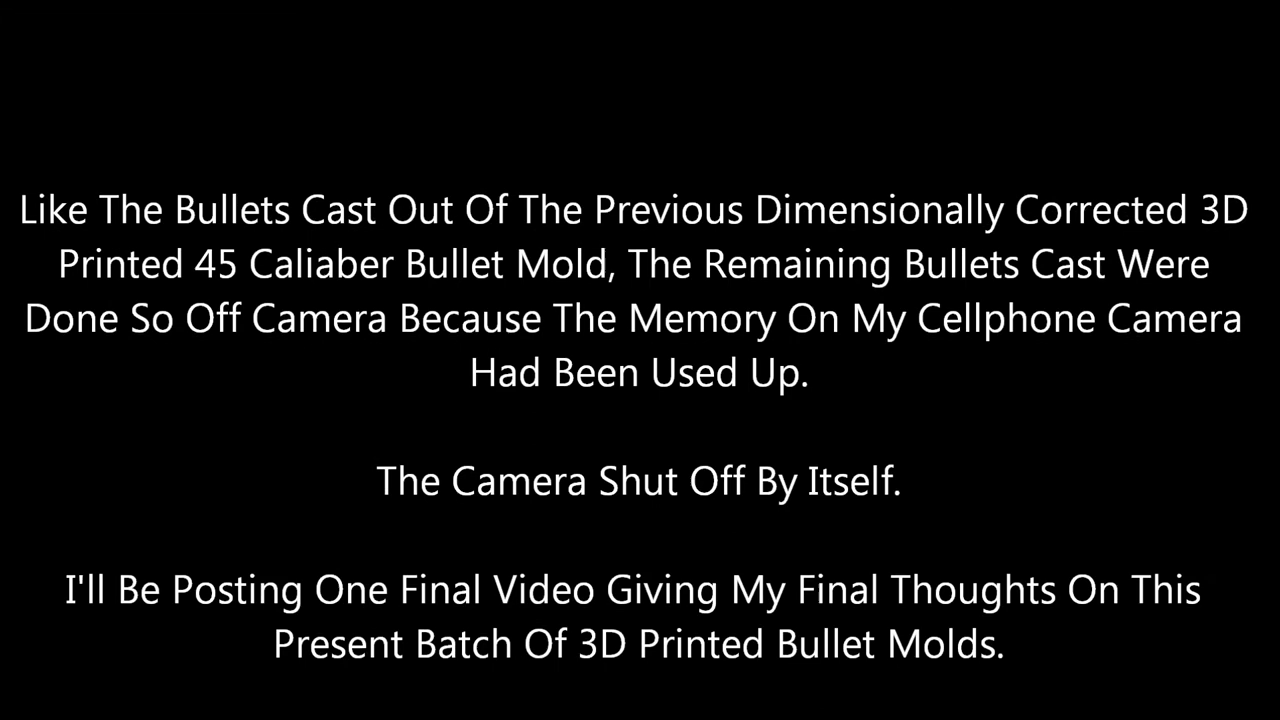 Like The Bullets Cast Out Of The Previous Dimensionally Corrected 3D
Printed 45 Caliaber Bullet Mold, The Remaining Bullets Cast Were
Done So Off Camera Because The Memory On My Cellphone Camera
Had Been Used Up.
The Camera Shut Off By Itself.
I'll Be Posting One Final Video Giving My Final Thoughts On This
Present Batch Of 3D Printed Bullet Molds.